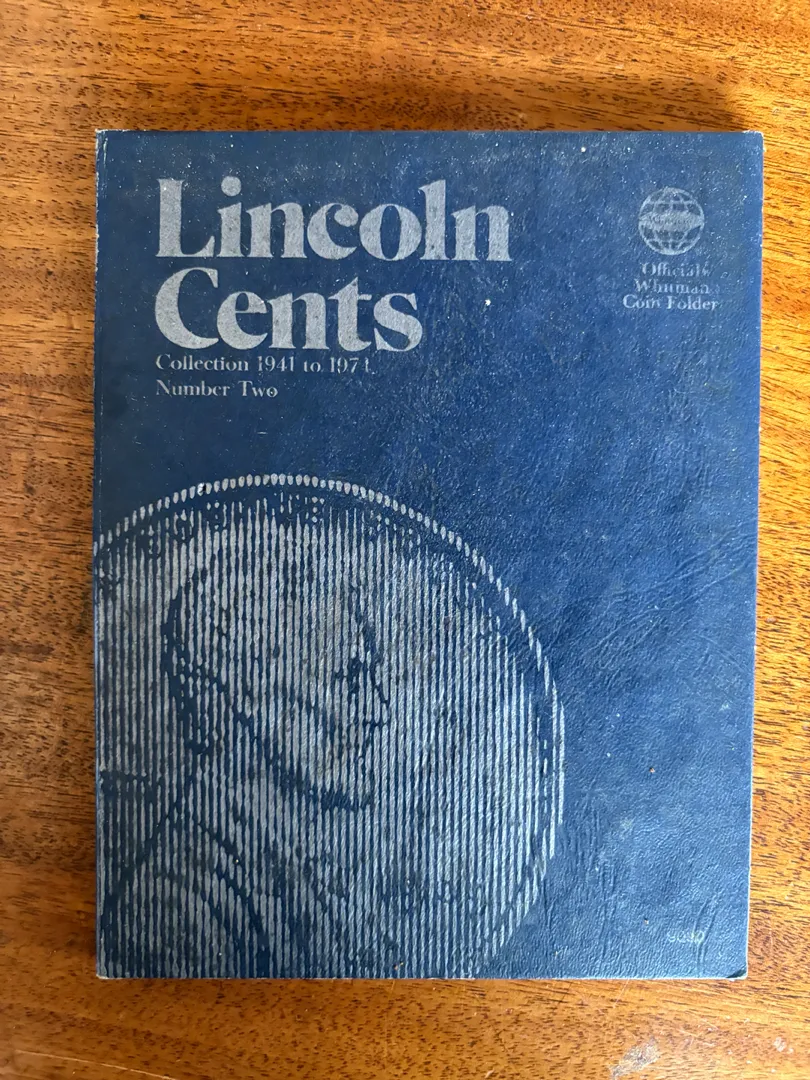 Lincoln
Cents
Collection 1941 to 1974
Number Two
Official
Whitman
Coin Folder